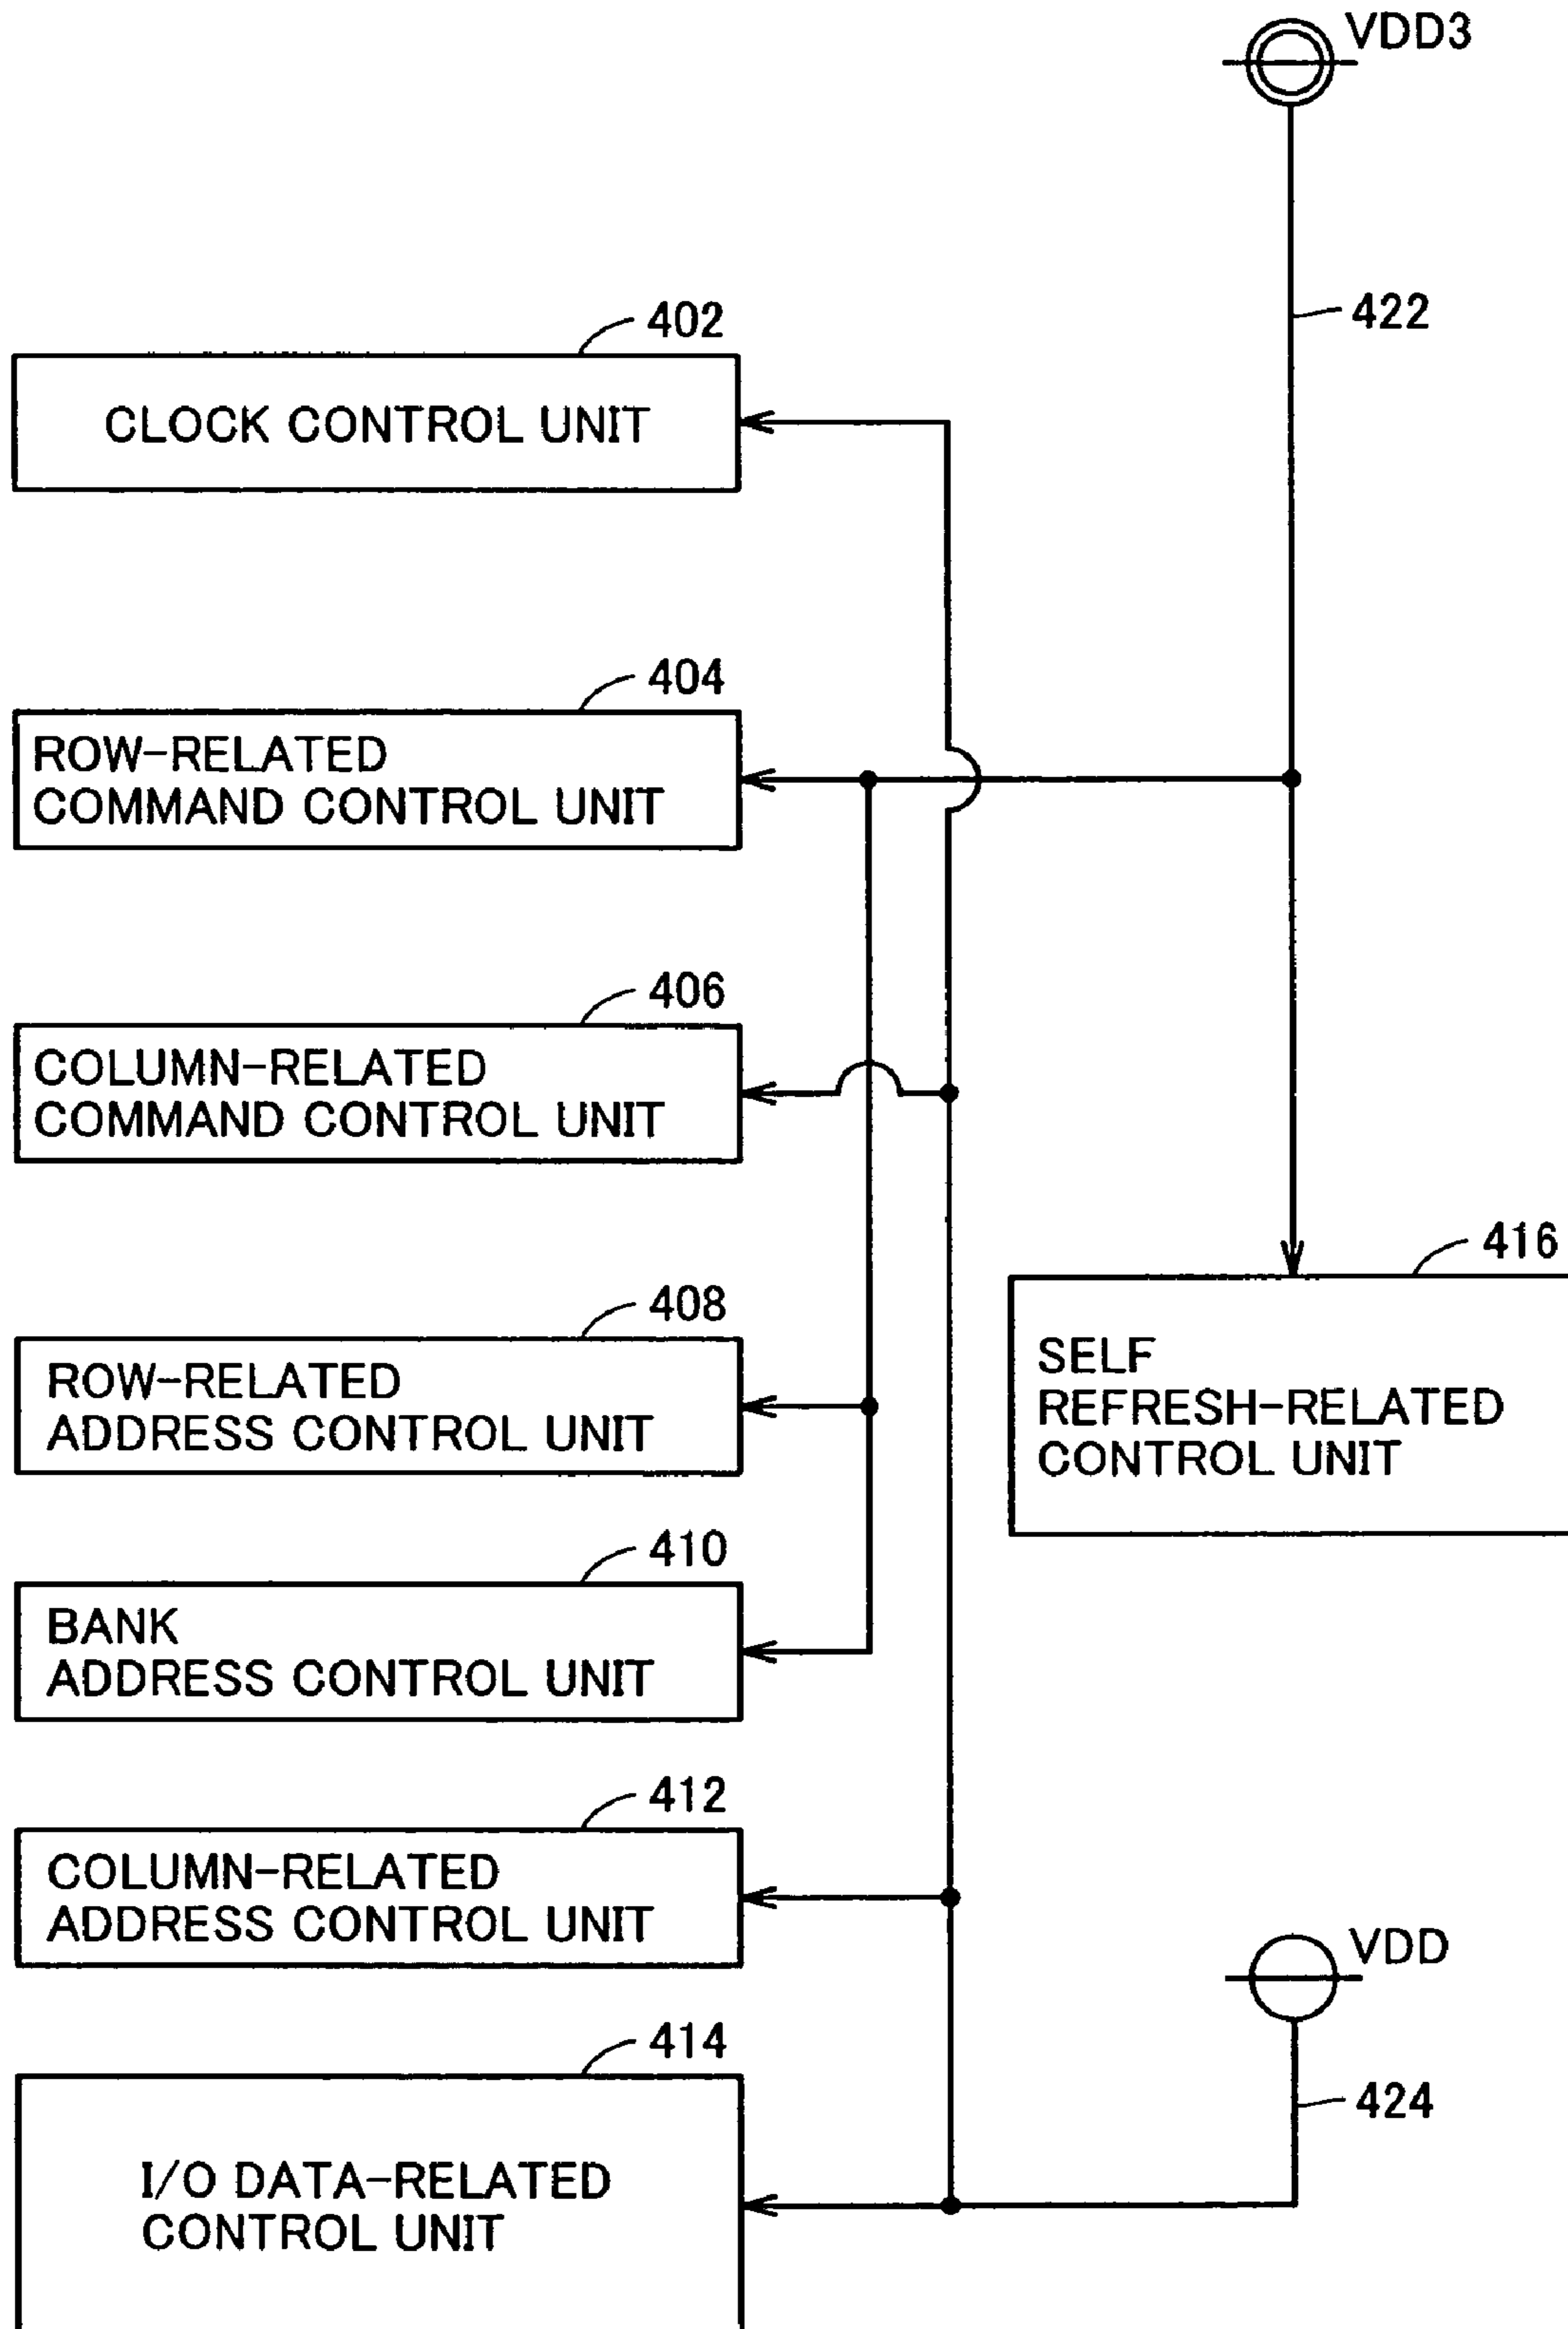 VDD3
422
402
CLOCK CONTROL UNIT
404
ROW-RELATED
COMMAND CONTROL UNIT
406
COLUMN-RELATED
COMMAND CONTROL UNIT
416
SELF
REFRESH-RELATED
CONTROL UNIT
408
ROW-RELATED
ADDRESS CONTROL UNIT
410
BANK
ADDRESS CONTROL UNIT
412
COLUMN-RELATED
ADDRESS CONTROL UNIT
VDD
424
414
I/O DATA-RELATED
CONTROL UNIT